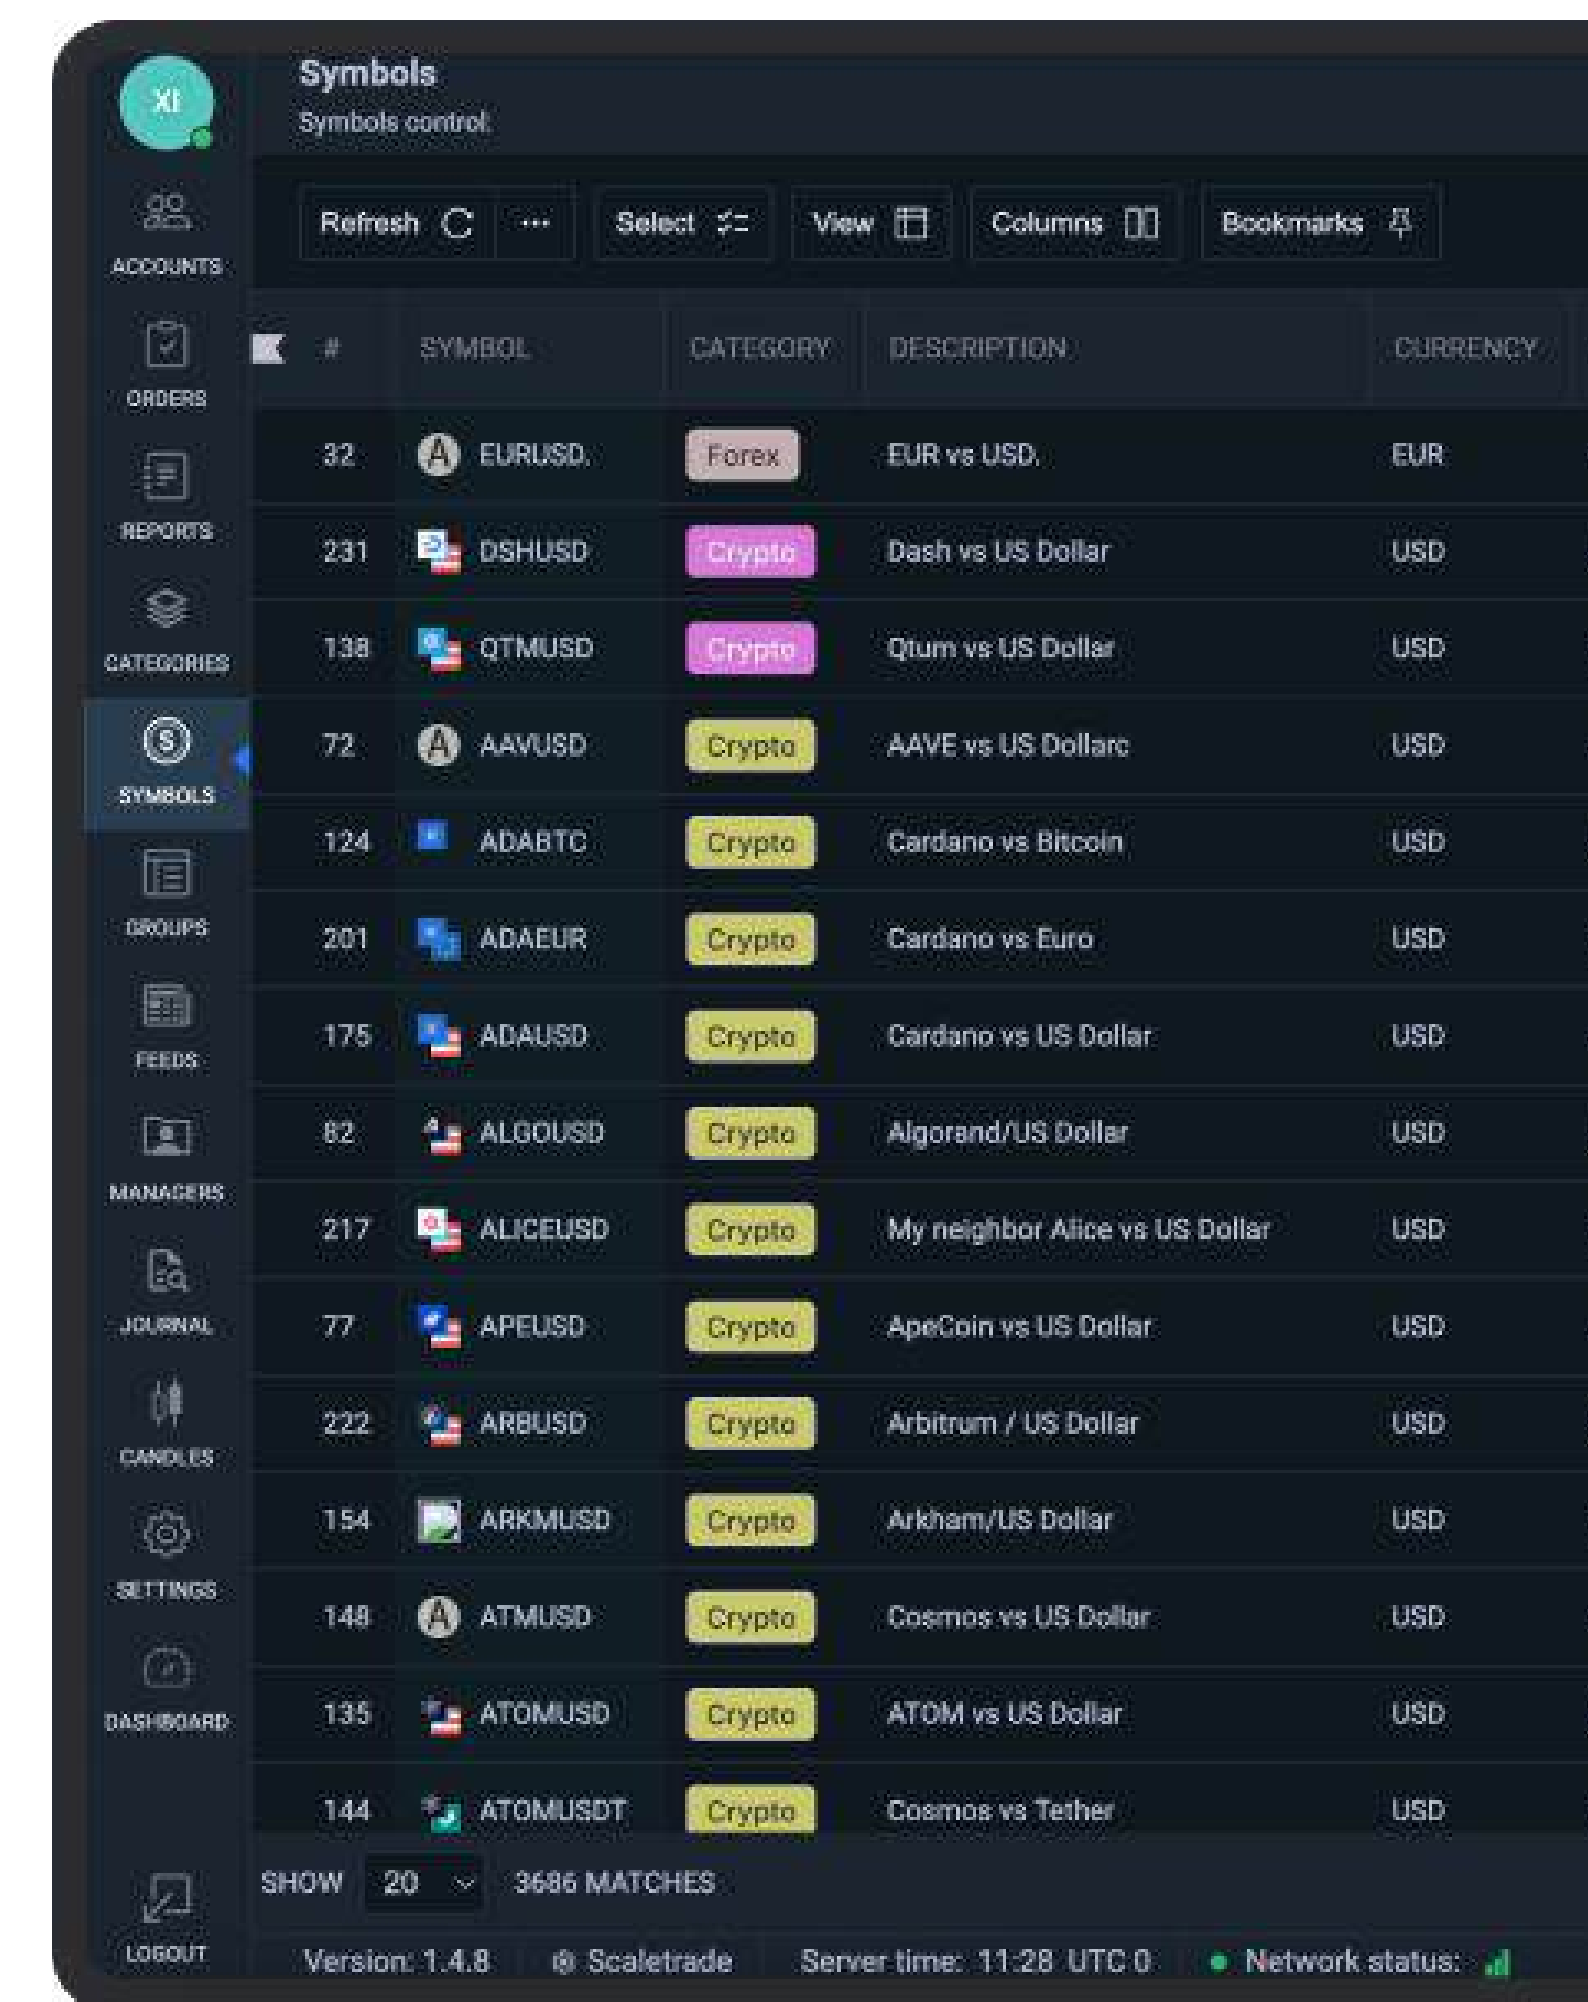 XI
Symbols
Symbols control.
Refresh ... Select View Columns Bookmarks
ACCOUNTS
ORDERS
REPORTS
CATEGORIES
SYMBOLS
GROUPS
FEEDS
MANAGERS
JOURNAL
CANDLES
SETTINGS
DASHBOARD
LOGOUT
# SYMBOL CATEGORY DESCRIPTION CURRENCY
32 EURUSD. Forex EUR vs USD. EUR
231 DSHUSD Crypto Dash vs US Dollar USD
138 QTMUSD Crypto Qtum vs US Dollar USD
72 AAVUSD Crypto AAVE vs US Dollarc USD
124 ADABTC Crypto Cardano vs Bitcoin USD
201 ADAEUR Crypto Cardano vs Euro USD
175 ADAUSD Crypto Cardano vs US Dollar USD
82 ALGOUSD Crypto Algorand/US Dollar USD
217 ALICEUSD Crypto My neighbor Alice vs US Dollar USD
77 APEUSD Crypto ApeCoin vs US Dollar USD
222 ARBUSD Crypto Arbitrum / US Dollar USD
154 ARKMUSD Crypto Arkham/US Dollar USD
148 ATMUSD Crypto Cosmos vs US Dollar USD
135 ATOMUSD Crypto ATOM vs US Dollar USD
144 ATOMUSDT Crypto Cosmos vs Tether USD
SHOW 20 3686 MATCHES
Version: 1.4.8 Scaletrade Server time: 11:28 UTC 0 Network status: